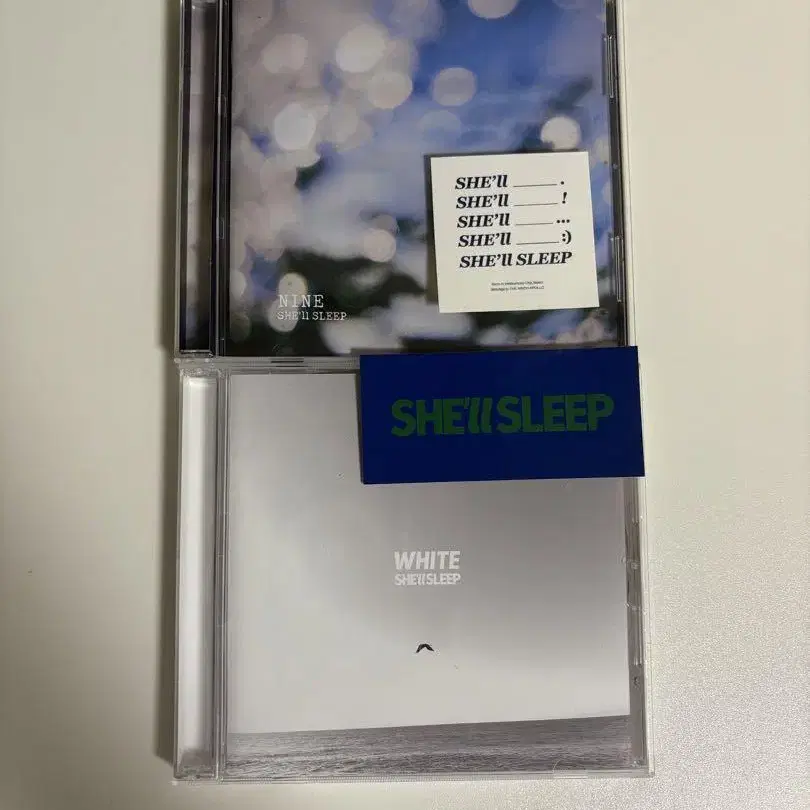 SHE'll ____.
SHE'll ____!
SHE'll ____...
SHE'll ____:)
SHE'll SLEEP
NINE
SHE'll SLEEP
SHE'll SLEEP
WHITE
SHE'll SLEEP